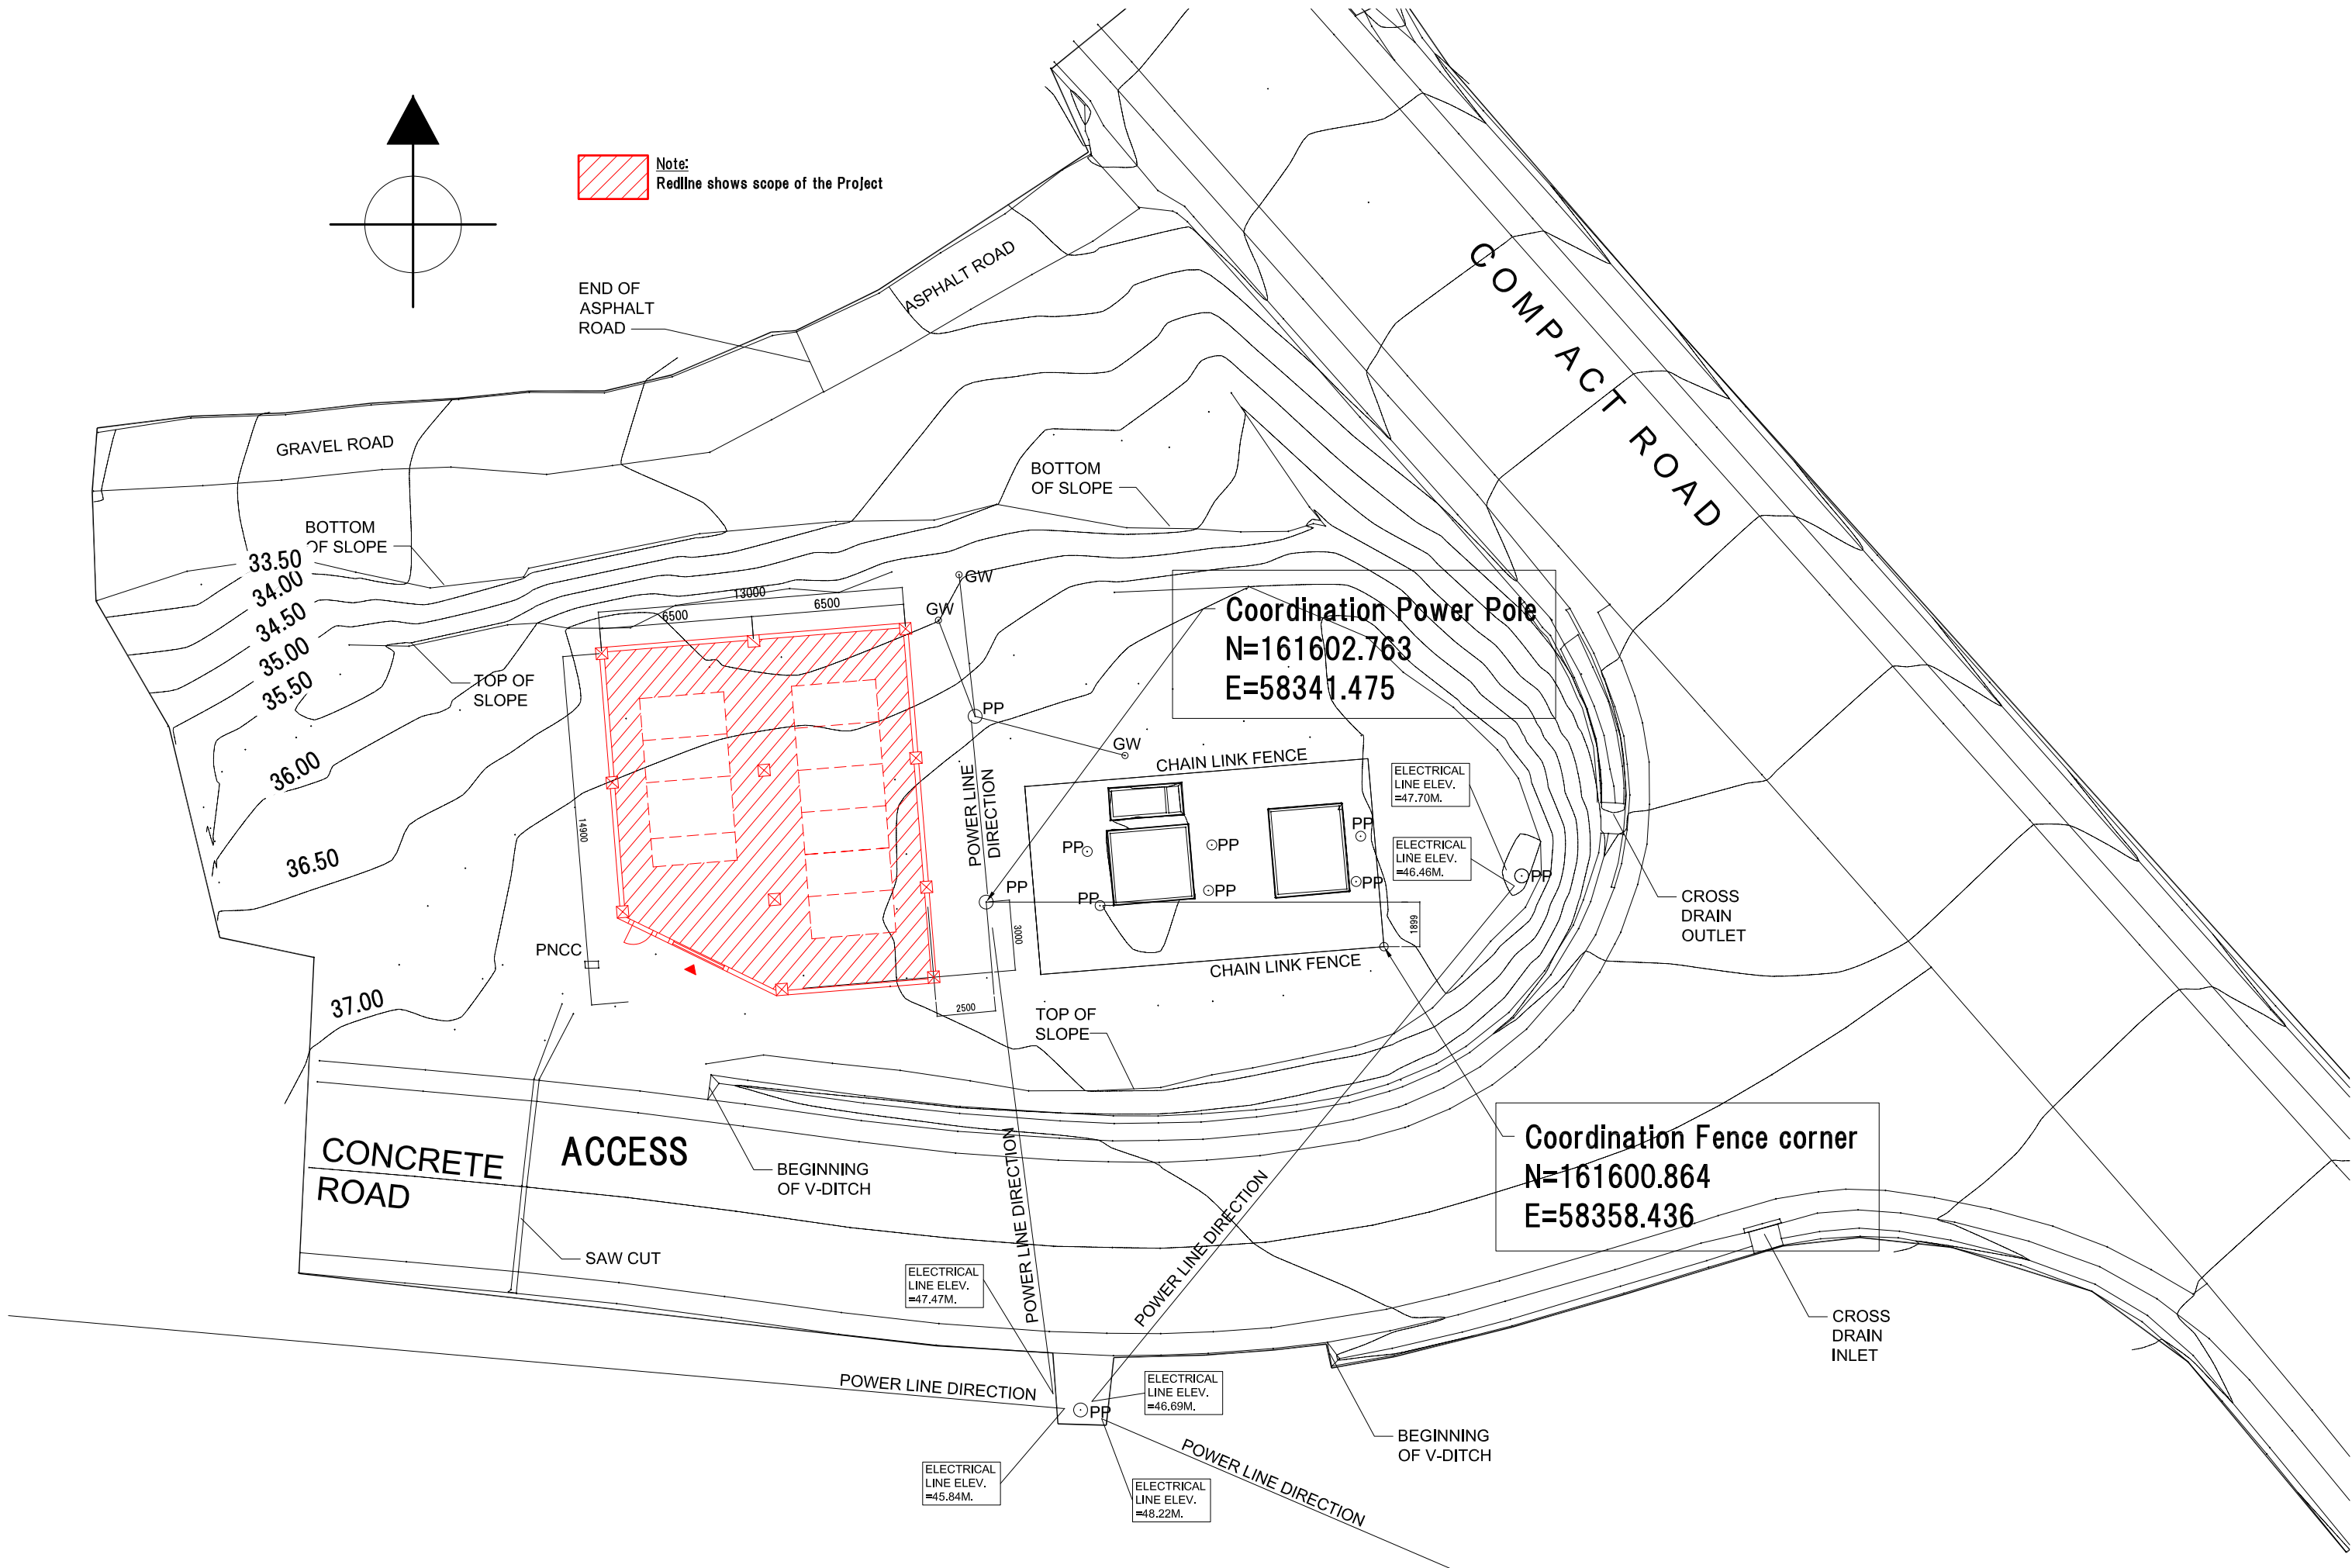 Note:
Redline shows scope of the Project
END OF
ASPHALT
ROAD
ASPHALT ROAD
COMPACT ROAD
GRAVEL ROAD
BOTTOM
OF SLOPE
BOTTOM
OF SLOPE
33.50
34.00
34.50
35.00
35.50
36.00
36.50
37.00
TOP OF
SLOPE
13000
6500
6500
14900
GW
GW
GW
PP
Coordination Power Pole
N=161602.763
E=58341.475
POWER LINE
DIRECTION
CHAIN LINK FENCE
ELECTRICAL
LINE ELEV.
=47.70M.
ELECTRICAL
LINE ELEV.
=46.46M.
PP
PP
PP
PP
PP
PP
PP
PP
3000
1899
2500
CHAIN LINK FENCE
CROSS
DRAIN
OUTLET
PNCC
TOP OF
SLOPE
CONCRETE
ROAD
ACCESS
BEGINNING
OF V-DITCH
SAW CUT
POWER LINE DIRECTION
POWER LINE DIRECTION
Coordination Fence corner
N=161600.864
E=58358.436
ELECTRICAL
LINE ELEV.
=47.47M.
CROSS
DRAIN
INLET
POWER LINE DIRECTION
ELECTRICAL
LINE ELEV.
=46.69M.
PP
BEGINNING
OF V-DITCH
ELECTRICAL
LINE ELEV.
=45.84M.
ELECTRICAL
LINE ELEV.
=48.22M.
POWER LINE DIRECTION